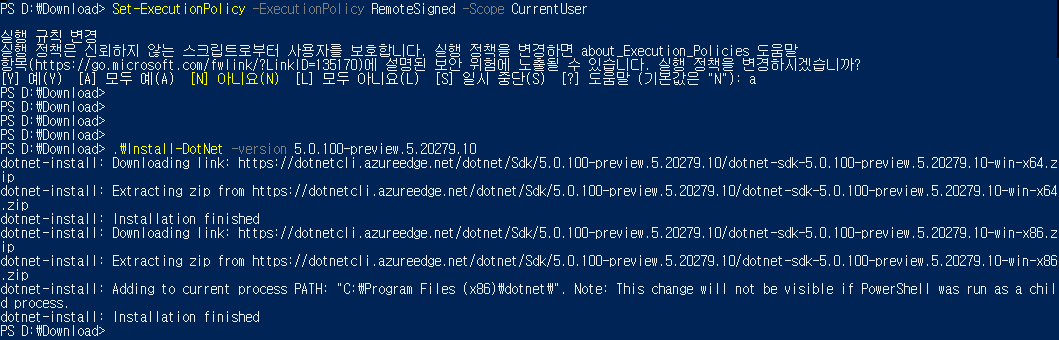 PS D:₩Download> Set-ExecutionPolicy -ExecutionPolicy RemoteSigned -Scope CurrentUser
실행 규칙 변경
실행 정책은 신뢰하지 않는 스크립트로부터 사용자를 보호합니다. 실행 정책을 변경하면 about_Execution_Policies 도움말
항목(https://go.microsoft.com/fwlink/?LinkID=135170)에 설명된 보안 위험에 노출될 수 있습니다. 실행 정책을 변경하시겠습니까?
[Y] 예(Y)  [A] 모두 예(A)  [N] 아니요(N)  [L] 모두 아니요(L)  [S] 일시 중단(S)  [?] 도움말 (기본값은 "N"): a
PS D:₩Download>
PS D:₩Download>
PS D:₩Download>
PS D:₩Download> .₩Install-DotNet -version 5.0.100-preview.5.20279.10
dotnet-install: Downloading link: https://dotnetcli.azureedge.net/dotnet/Sdk/5.0.100-preview.5.20279.10/dotnet-sdk-5.0.100-preview.5.20279.10-win-x64.z
ip
dotnet-install: Extracting zip from https://dotnetcli.azureedge.net/dotnet/Sdk/5.0.100-preview.5.20279.10/dotnet-sdk-5.0.100-preview.5.20279.10-win-x64
.zip
dotnet-install: Installation finished
dotnet-install: Downloading link: https://dotnetcli.azureedge.net/dotnet/Sdk/5.0.100-preview.5.20279.10/dotnet-sdk-5.0.100-preview.5.20279.10-win-x86.z
ip
dotnet-install: Extracting zip from https://dotnetcli.azureedge.net/dotnet/Sdk/5.0.100-preview.5.20279.10/dotnet-sdk-5.0.100-preview.5.20279.10-win-x86
.zip
dotnet-install: Adding to current process PATH: "C:₩Program Files (x86)₩dotnet₩". Note: This change will not be visible if PowerShell was run as a chil
d process.
dotnet-install: Installation finished
PS D:₩Download>